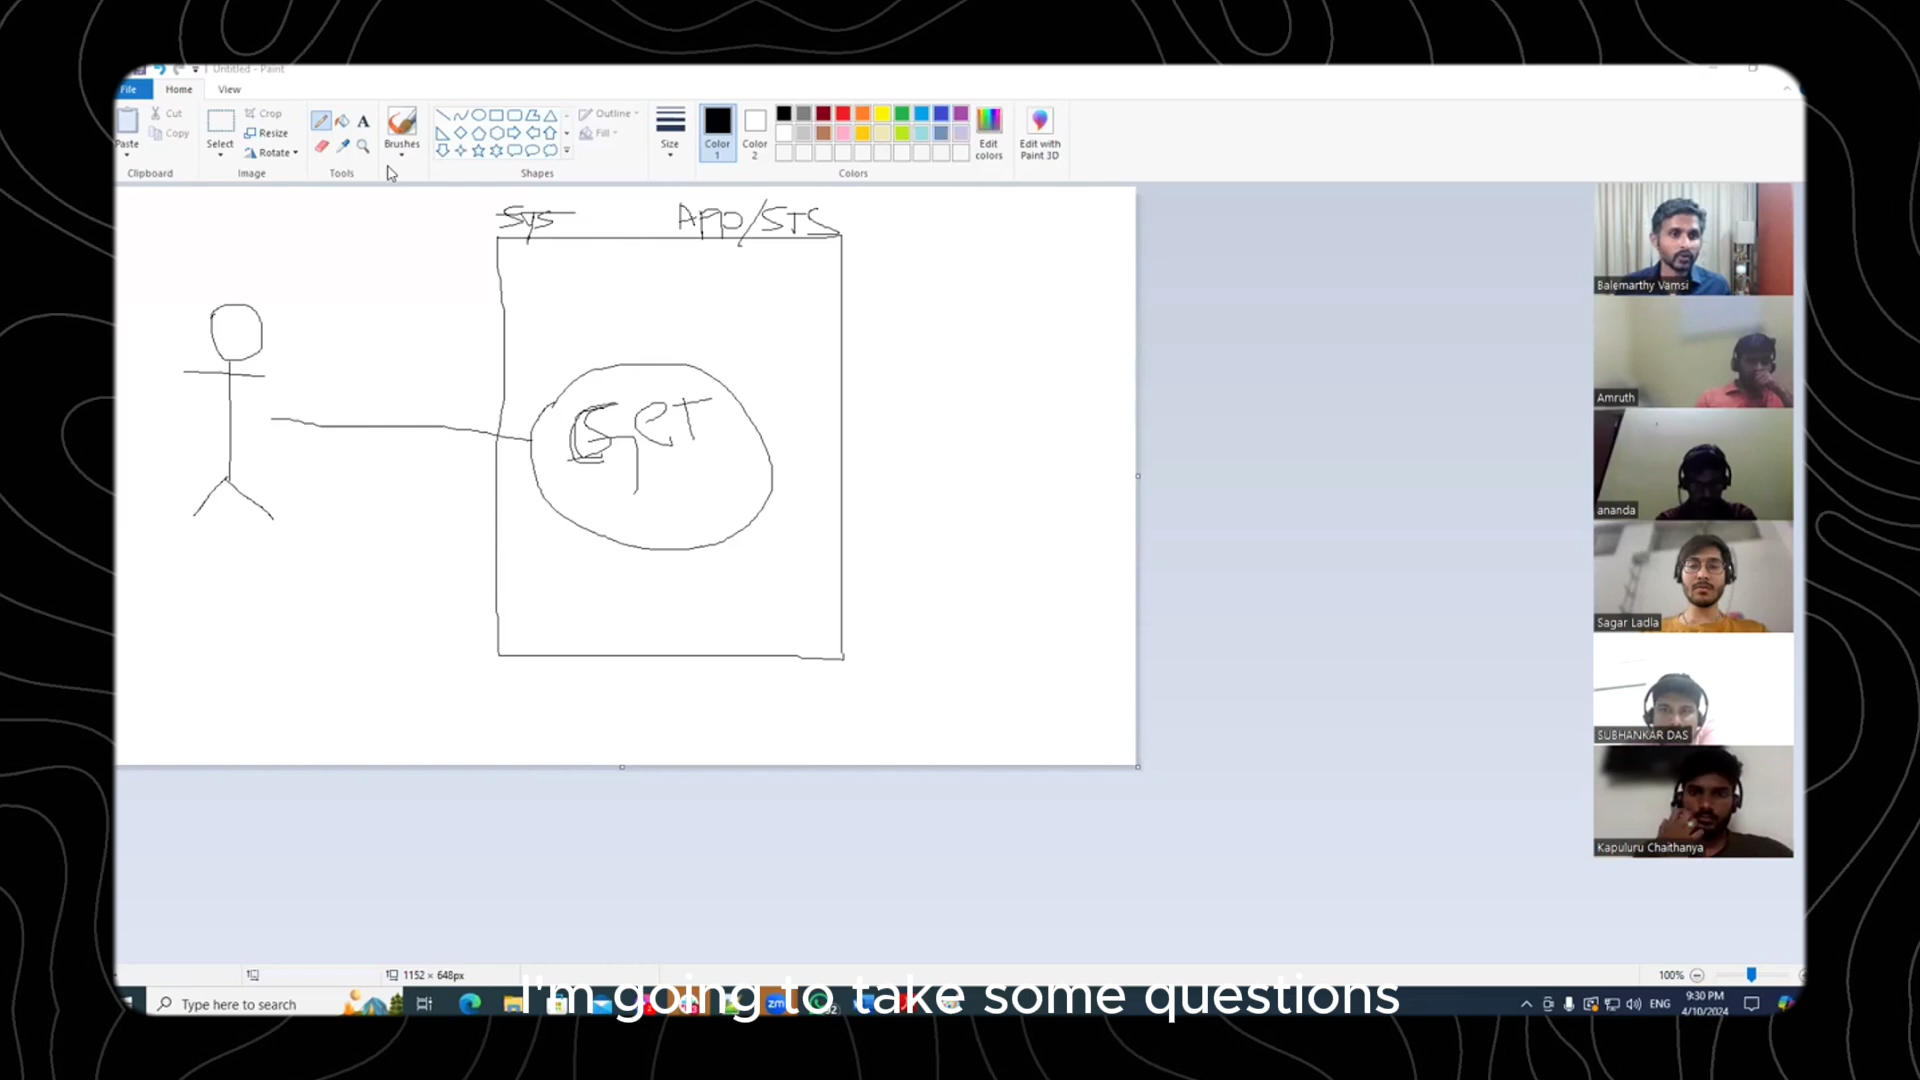 Untitled - Paint
File Home View
Cut
Copy
Paste
Clipboard
Crop
Resize
Rotate
Select
Image
A
Tools
Brushes
Outline
Fill
Shapes
Size
Color 1
Color 2
Edit colors
Colors
Edit with Paint 3D
Sys App/STS
Get
Balemarthy Vamsi
Amruth
ananda
Sagar Ladla
SUBHANKAR DAS
Kapuluru Chaithanya
1152 × 648px
100%
I'm going to take some questions
Type here to search
ENG
9:30 PM
4/10/2024